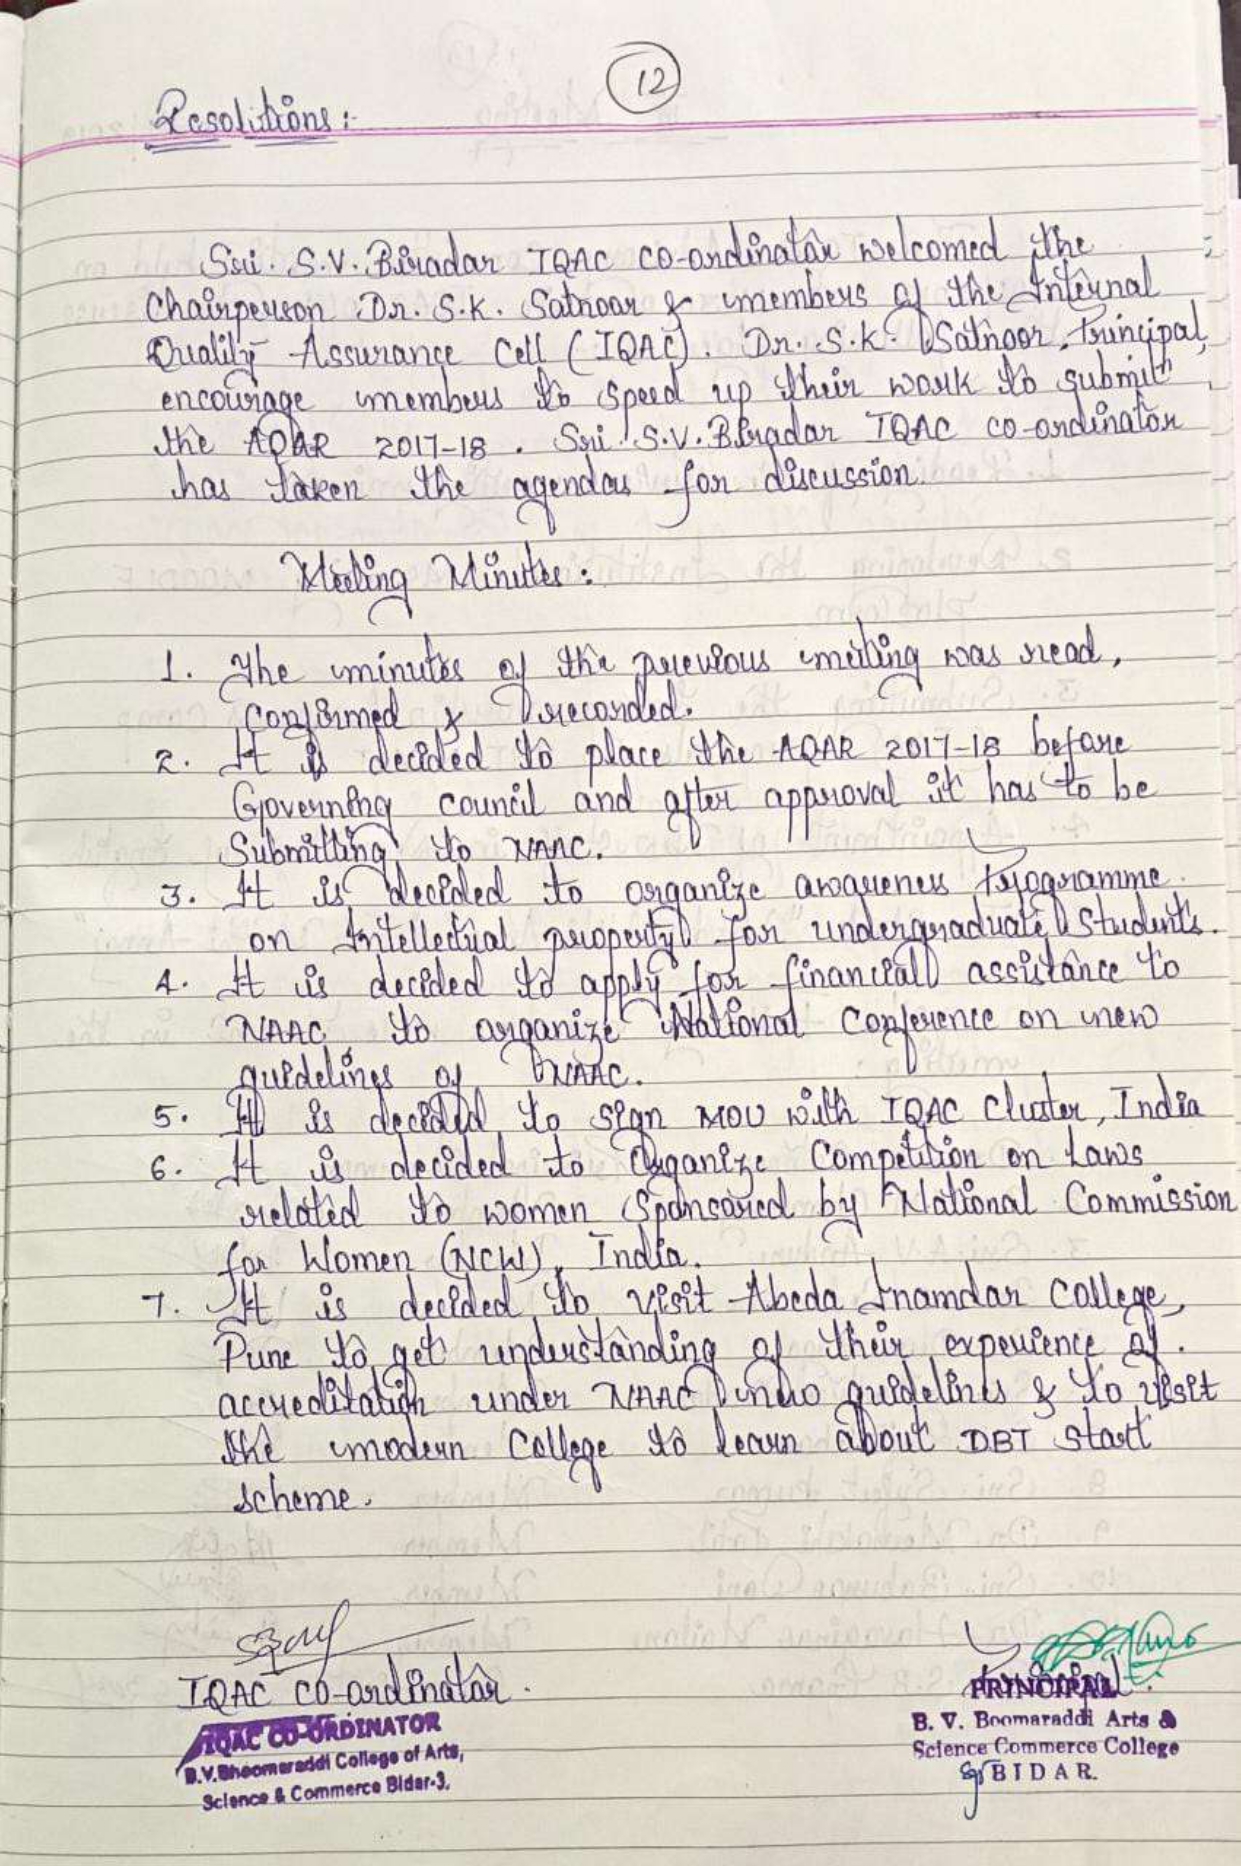 12
Resolutions:
Sri. S.V. Biradar IQAC co-ordinator welcomed the
Chairperson Dr. S.K. Satnoor & members of the Internal
Quality Assurance Cell (IQAC). Dr. S.K. Satnoor, Principal,
encourage members to speed up their work to submit
the AQAR 2017-18. Sri. S.V. Biradar IQAC co-ordinator
has taken the agendas for discussion.
Meeting Minutes:
1. The minutes of the previous meeting was read,
confirmed & recorded.
2. It is decided to place the AQAR 2017-18 before
Governing council and after approval it has to be
Submitting to NAAC.
3. It is decided to organize awareness Programme
on Intellectual property for undergraduate students.
4. It is decided to apply for financial assistance to
NAAC to organize National Conference on new
guidelines of NAAC.
5. It is decided to sign MOU with IQAC Cluster, India
6. It is decided to Organize Competition on Laws
related to women Sponsored by National Commission
for Women (NCW), India.
7. It is decided to visit Abeda Inamdar College,
Pune to get understanding of their experience of
accreditation under NAAC guidelines & to visit
the modern College to learn about DBT start
scheme.
IQAC co-ordinator.
Principal.
IQAC CO-ORDINATOR
B.V.Bhoomaraddi College of Arts,
Science & Commerce Bidar-3.
PRINCIPAL
B. V. Boomaraddi Arts &
Science Commerce College
BIDAR.